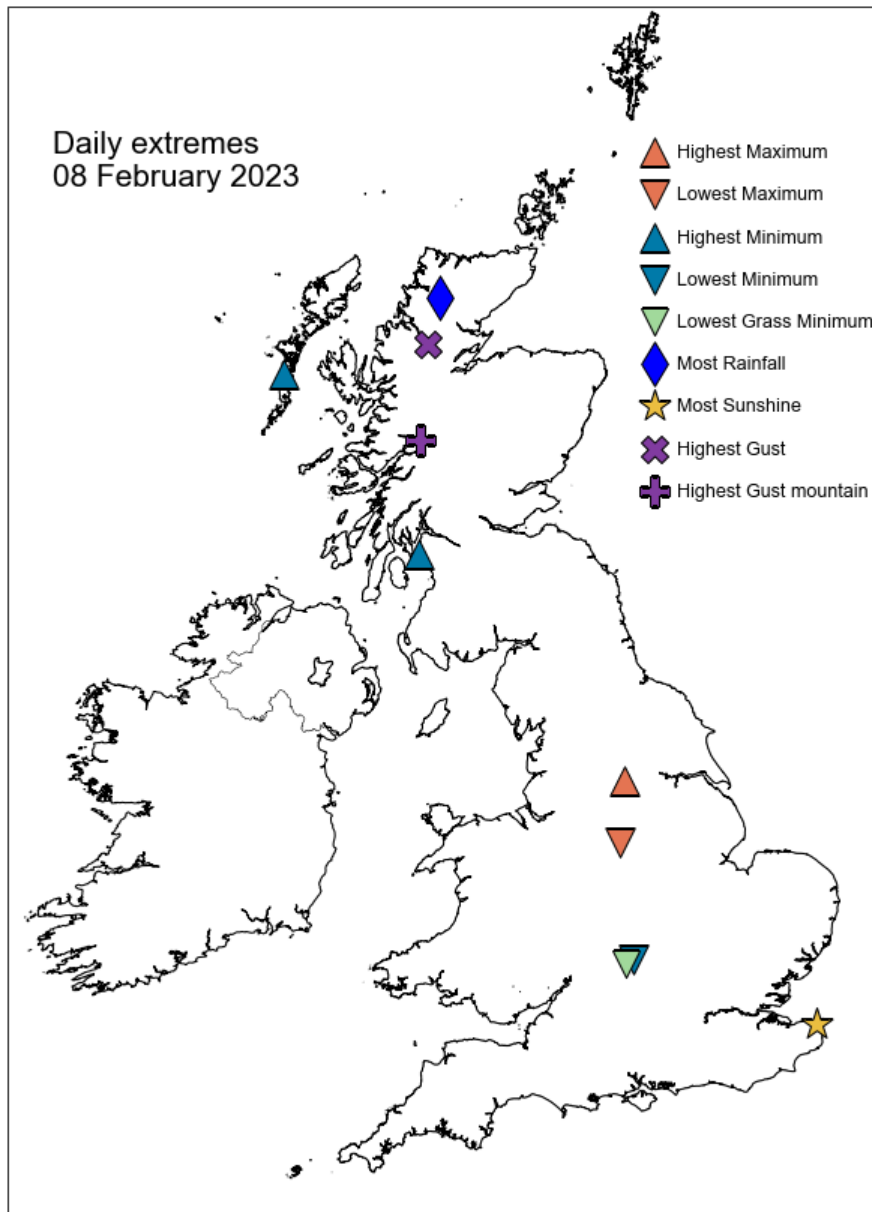 Daily extremes
08 February 2023
Highest Maximum
Lowest Maximum
Highest Minimum
Lowest Minimum
Lowest Grass Minimum
Most Rainfall
Most Sunshine
Highest Gust
Highest Gust mountain